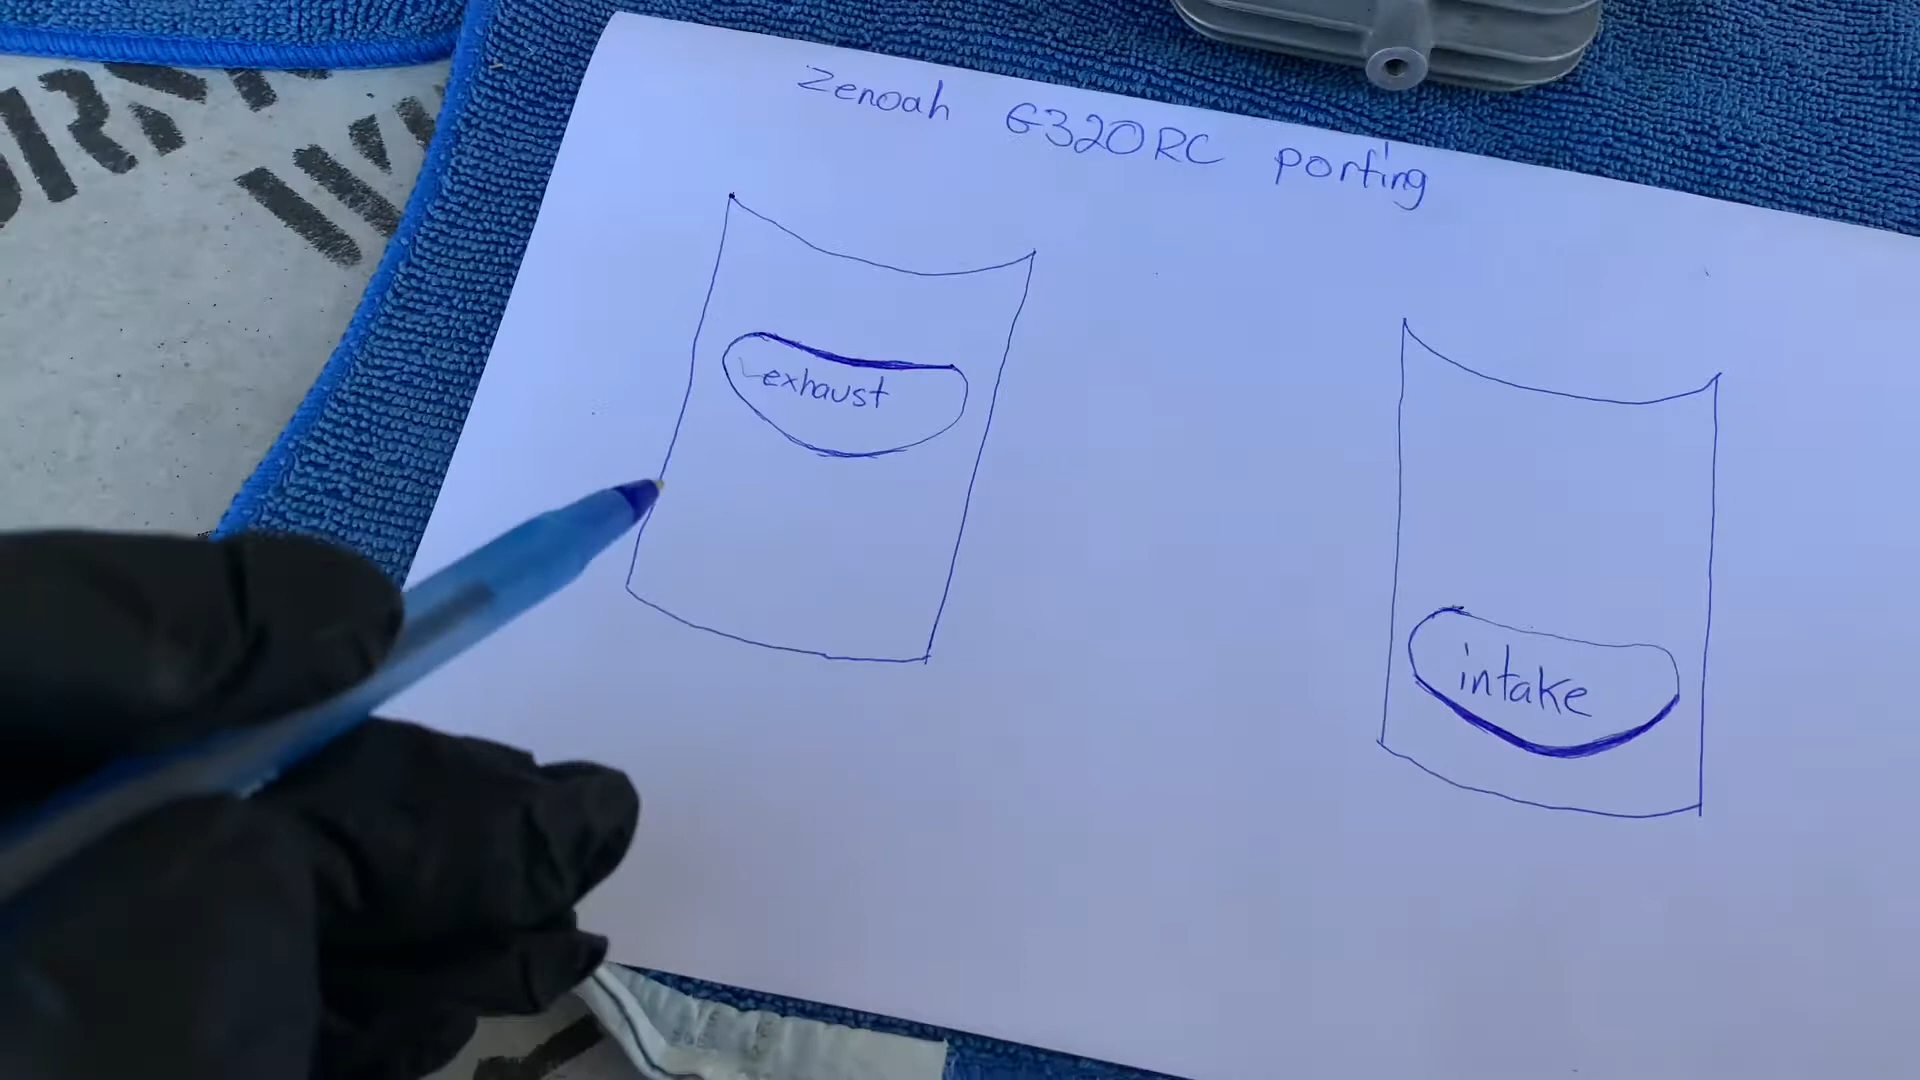 Zenoah G320RC porting
exhaust
intake